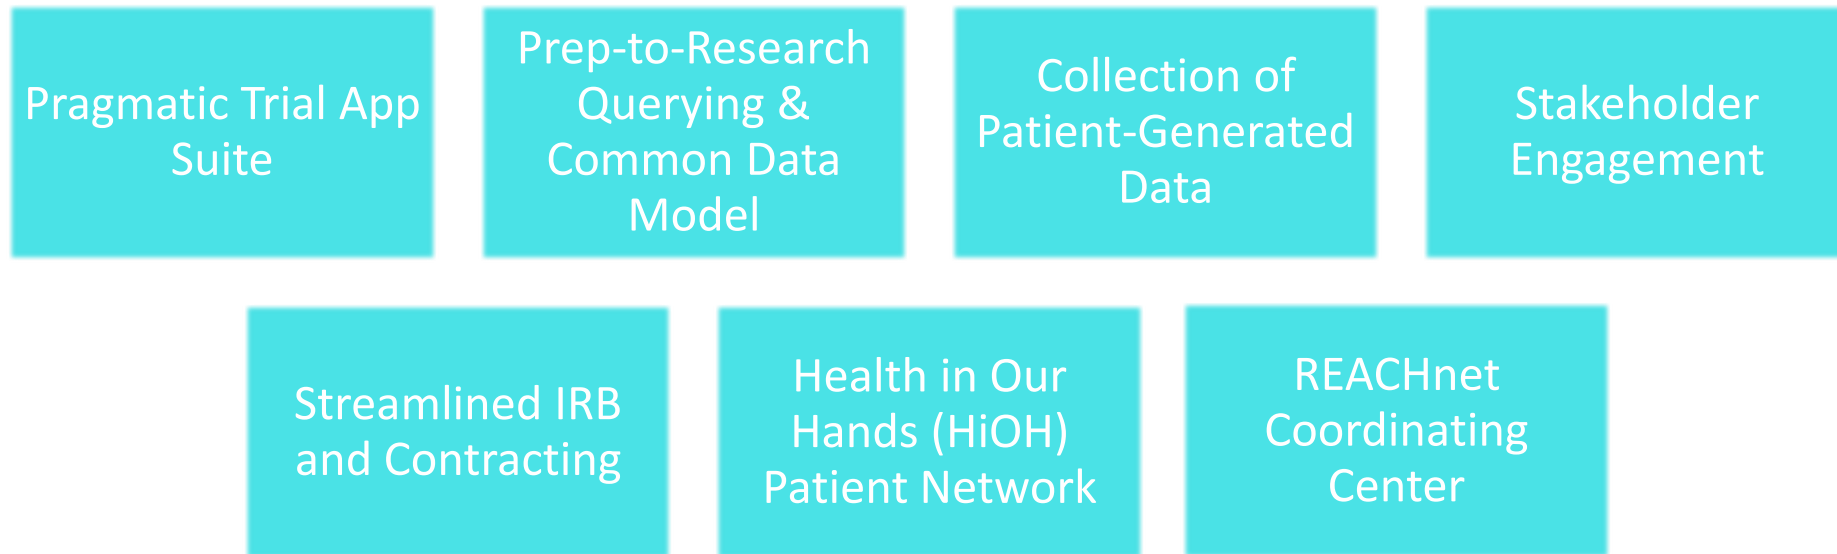 Pragmatic Trial App
Suite
Prep-to-Research
Querying &
Common Data
Model
Collection of
Patient-Generated
Data
Stakeholder
Engagement
Streamlined IRB
and Contracting
Health in Our
Hands (HiOH)
Patient Network
REACHnet
Coordinating
Center